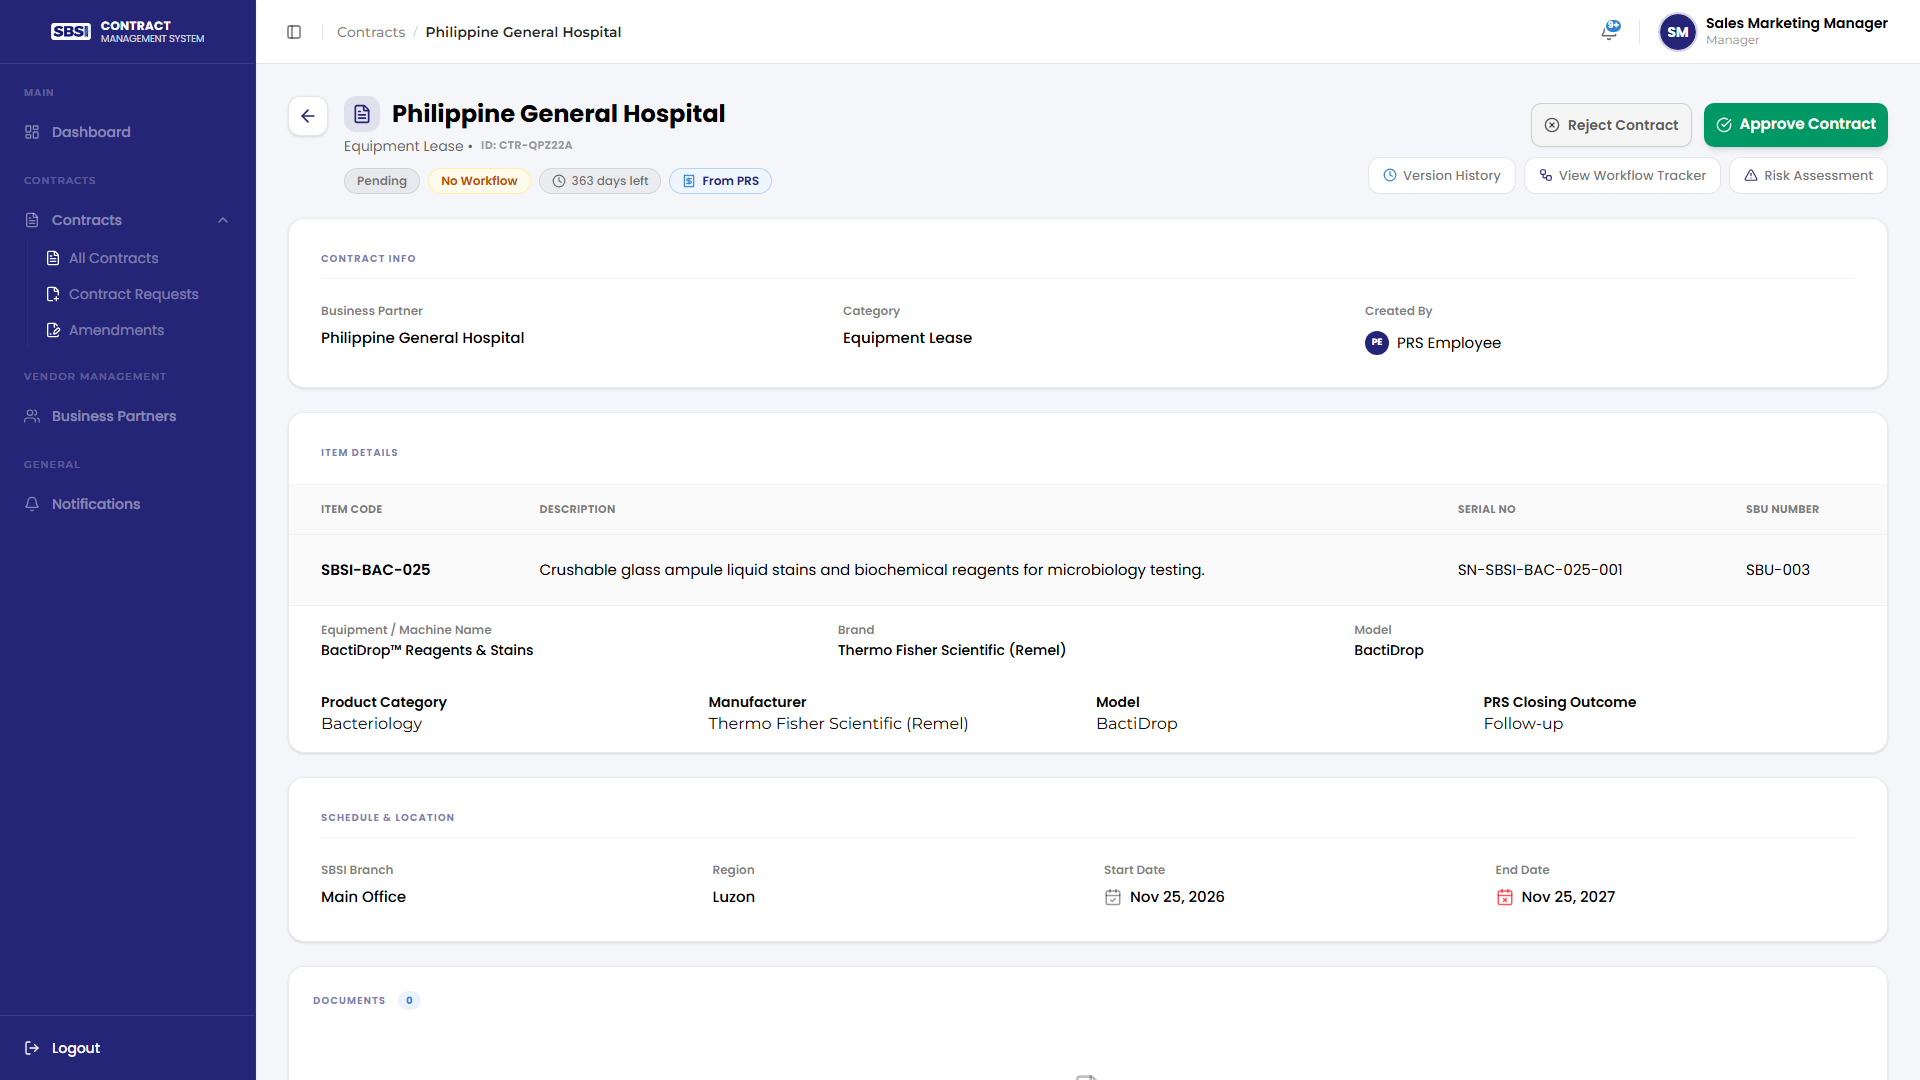 SBSI CONTRACT
MANAGEMENT SYSTEM
MAIN
Dashboard
CONTRACTS
Contracts
All Contracts
Contract Requests
Amendments
VENDOR MANAGEMENT
Business Partners
GENERAL
Notifications
Logout
Contracts / Philippine General Hospital
9+
SM
Sales Marketing Manager
Manager
Philippine General Hospital
Equipment Lease • ID: CTR-QPZ22A
Pending
No Workflow
363 days left
From PRS
Reject Contract
Approve Contract
Version History
View Workflow Tracker
Risk Assessment
CONTRACT INFO
Business Partner
Philippine General Hospital
Category
Equipment Lease
Created By
PE PRS Employee
ITEM DETAILS
ITEM CODE DESCRIPTION SERIAL NO SBU NUMBER
SBSI-BAC-025 Crushable glass ampule liquid stains and biochemical reagents for microbiology testing. SN-SBSI-BAC-025-001 SBU-003
Equipment / Machine Name
BactiDrop™ Reagents & Stains
Brand
Thermo Fisher Scientific (Remel)
Model
BactiDrop
Product Category
Bacteriology
Manufacturer
Thermo Fisher Scientific (Remel)
Model
BactiDrop
PRS Closing Outcome
Follow-up
SCHEDULE & LOCATION
SBSI Branch
Main Office
Region
Luzon
Start Date
Nov 25, 2026
End Date
Nov 25, 2027
DOCUMENTS 0